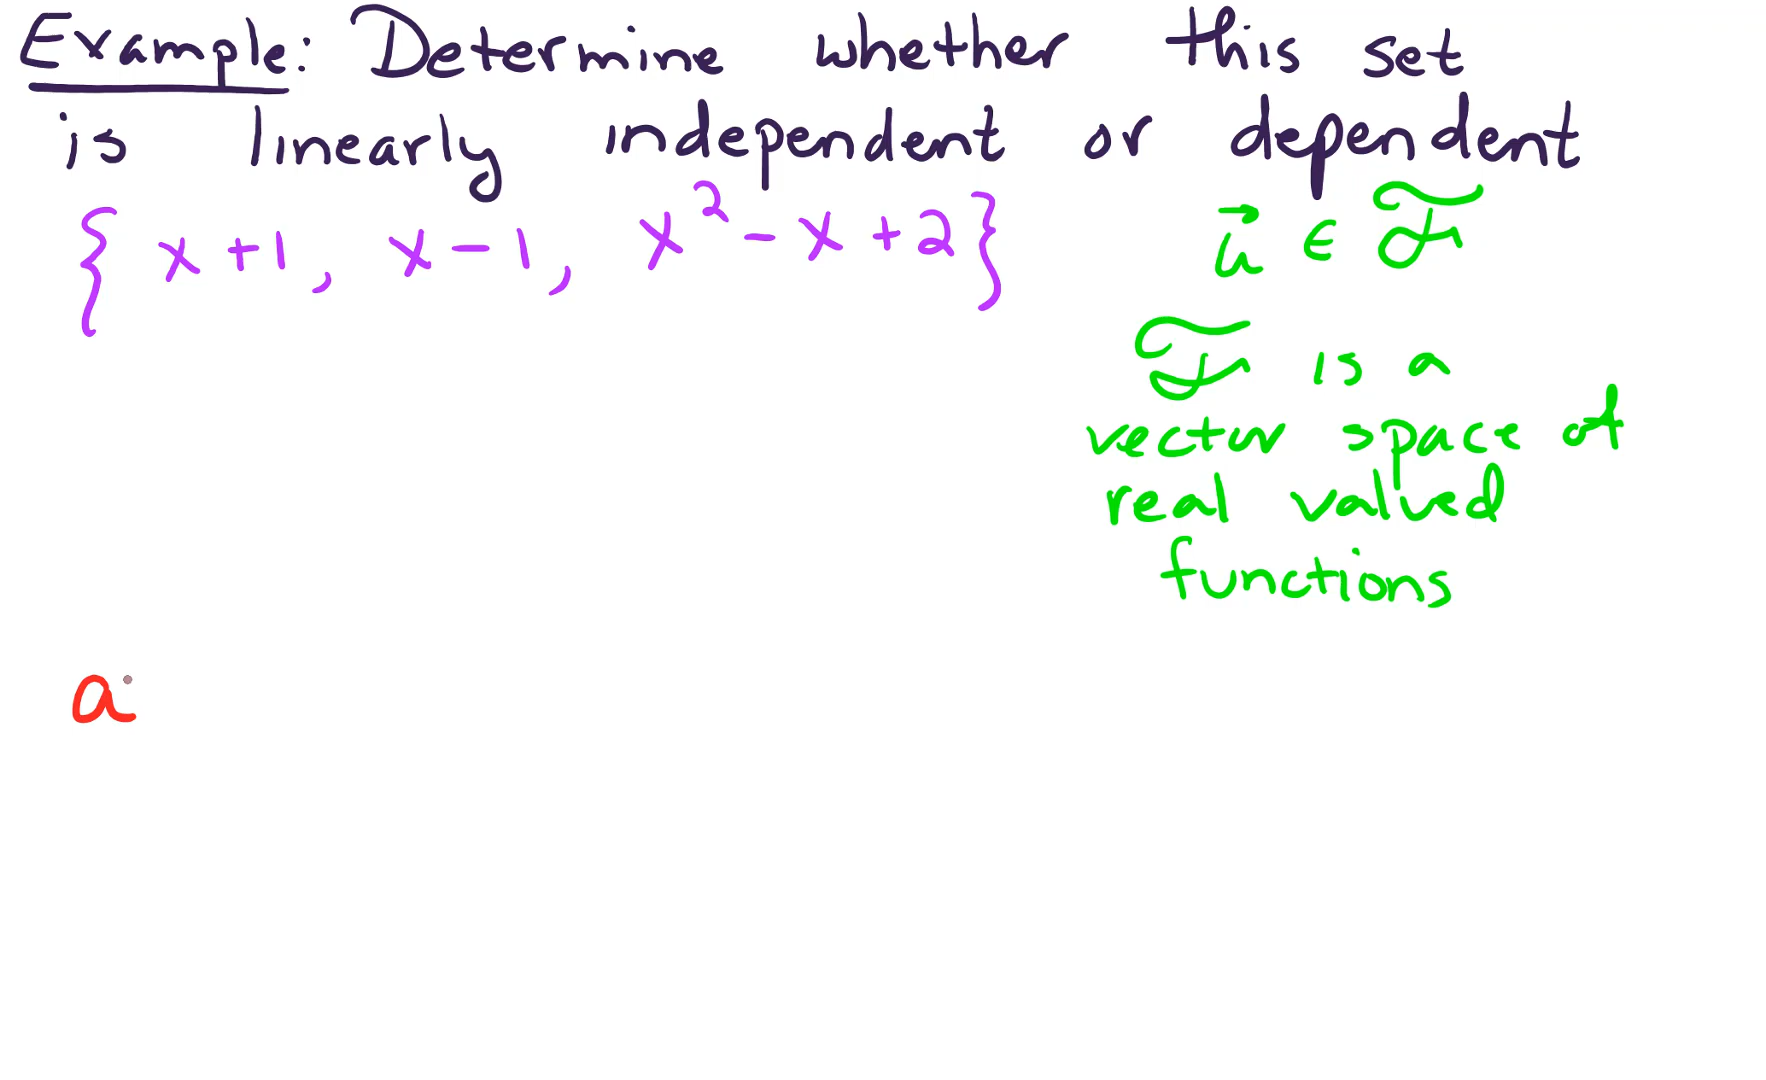 Example: Determine whether this set
is linearly independent or dependent
{ x+1, x-1, x²-x+2}
u⃗ ∈ ℱ
ℱ is a
vector space of
real valued
functions
a